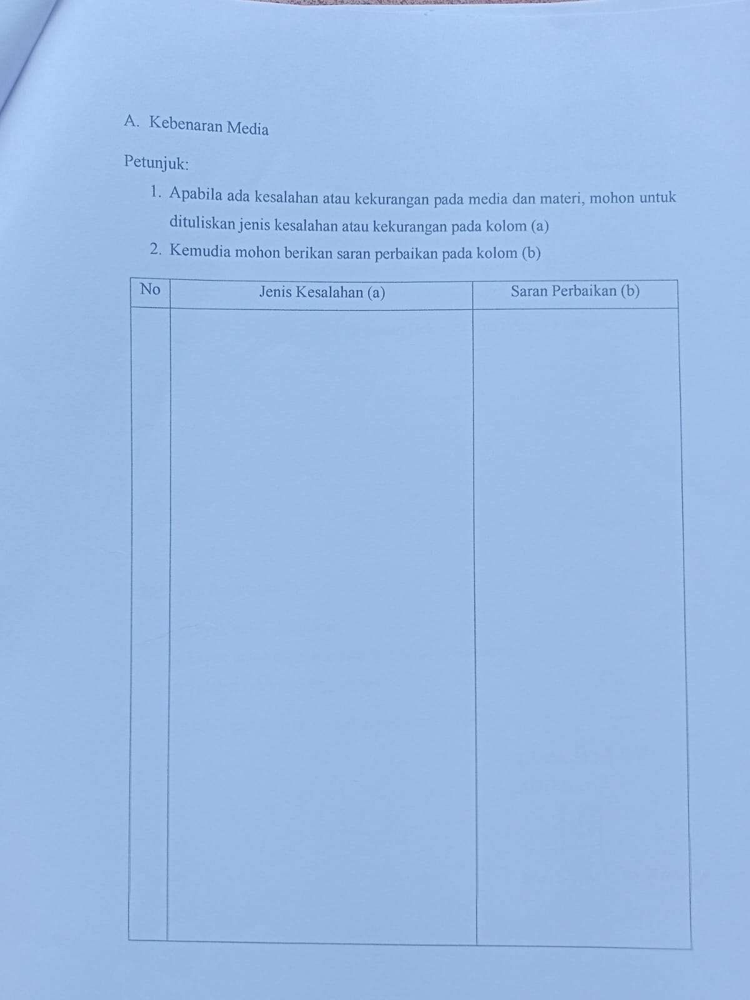 A. Kebenaran Media
Petunjuk:
1. Apabila ada kesalahan atau kekurangan pada media dan materi, mohon untuk
dituliskan jenis kesalahan atau kekurangan pada kolom (a)
2. Kemudia mohon berikan saran perbaikan pada kolom (b)
No Jenis Kesalahan (a) Saran Perbaikan (b)